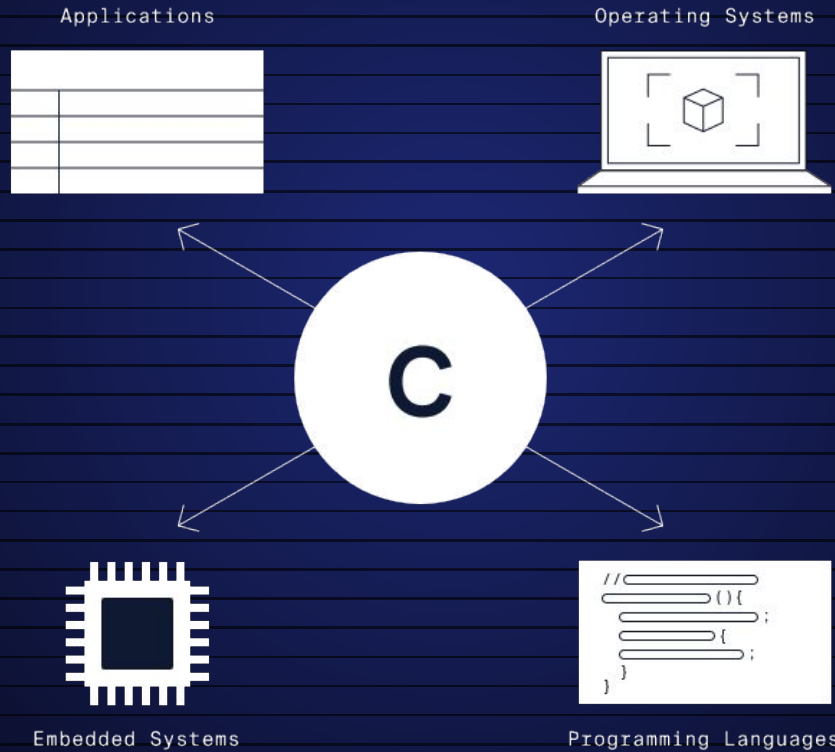 Applications
Operating Systems
C
//
(){
;
{
;
}
}
Embedded Systems
Programming Languages